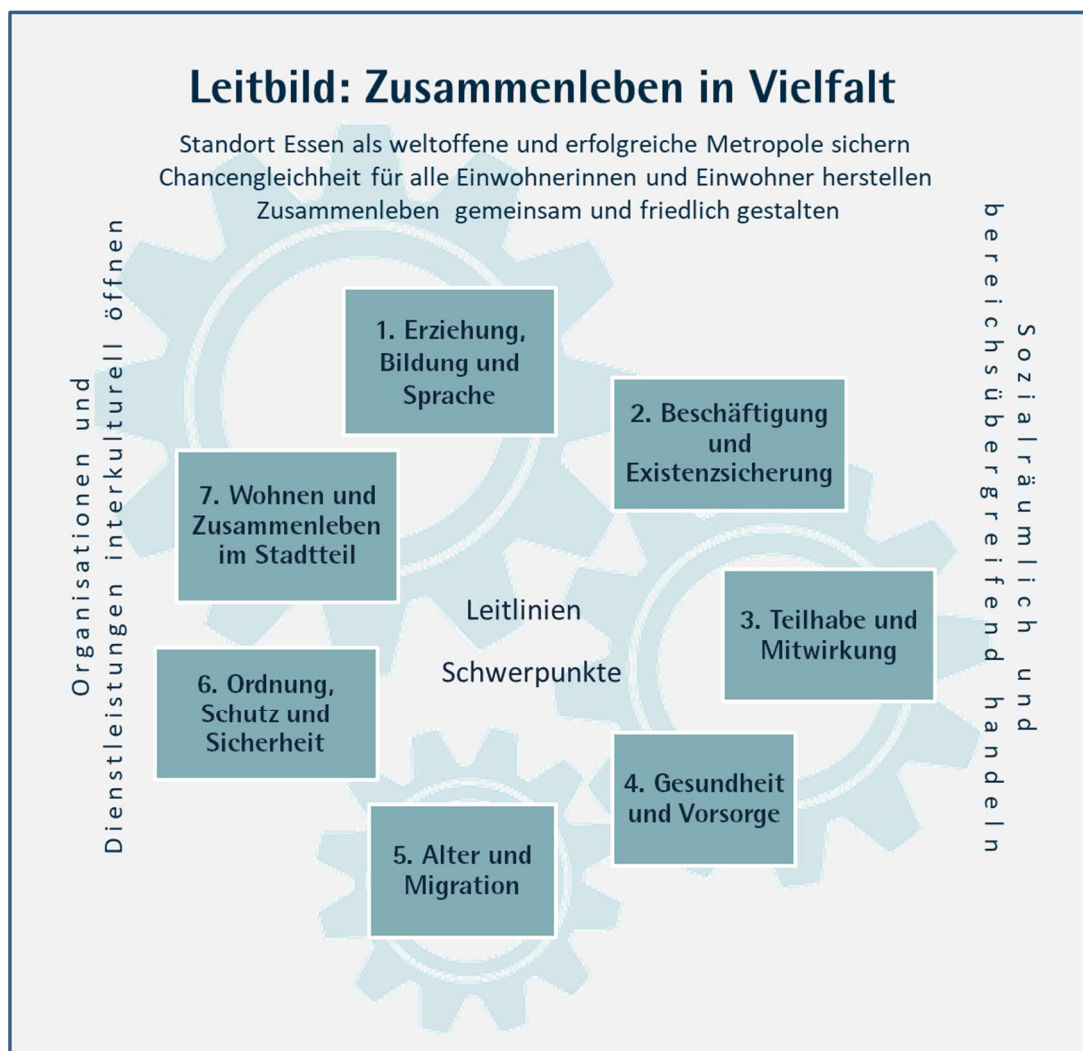 Leitbild: Zusammenleben in Vielfalt
Standort Essen als weltoffene und erfolgreiche Metropole sichern
Chancengleichheit für alle Einwohnerinnen und Einwohner herstellen
Zusammenleben gemeinsam und friedlich gestalten
Organisationen und
Dienstleistungen interkulturell öffnen
1. Erziehung,
Bildung und
Sprache
2. Beschäftigung
und
Existenzsicherung
3. Teilhabe und
Mitwirkung
4. Gesundheit
und Vorsorge
5. Alter und
Migration
6. Ordnung,
Schutz und
Sicherheit
7. Wohnen und
Zusammenleben
im Stadtteil
Leitlinien
Schwerpunkte
Sozialräumlich und
bereichsübergreifend handeln